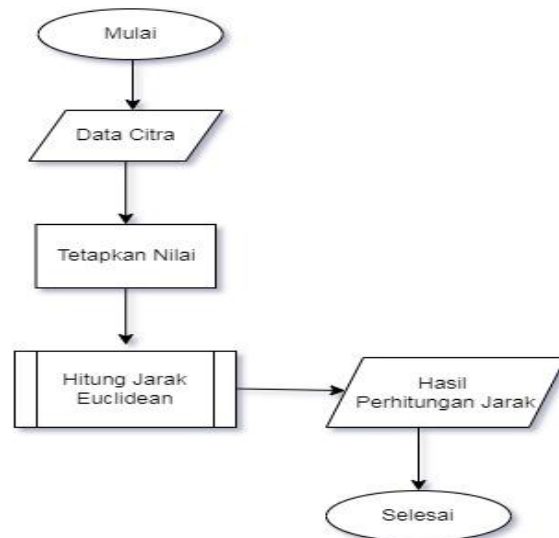 Mulai
Data Citra
Tetapkan Nilai
Hitung Jarak
Euclidean
Hasil
Perhitungan Jarak
Selesai